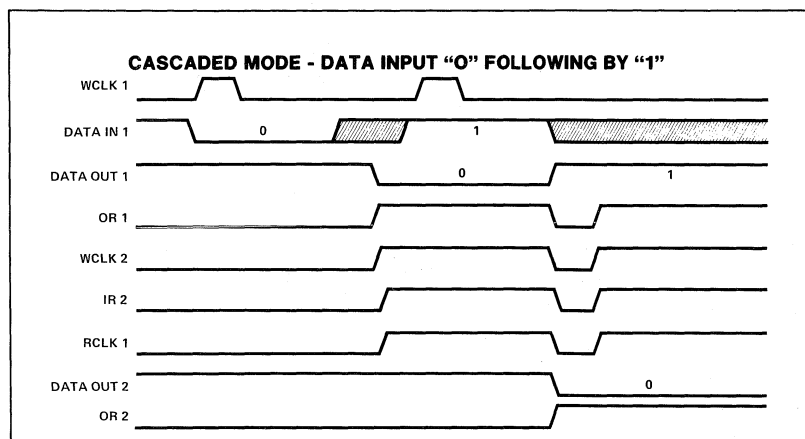 CASCADED MODE - DATA INPUT “O” FOLLOWING BY “1”
WCLK 1
DATA IN 1
0
1
DATA OUT 1
0
1
OR 1
WCLK 2
IR 2
RCLK 1
DATA OUT 2
0
OR 2